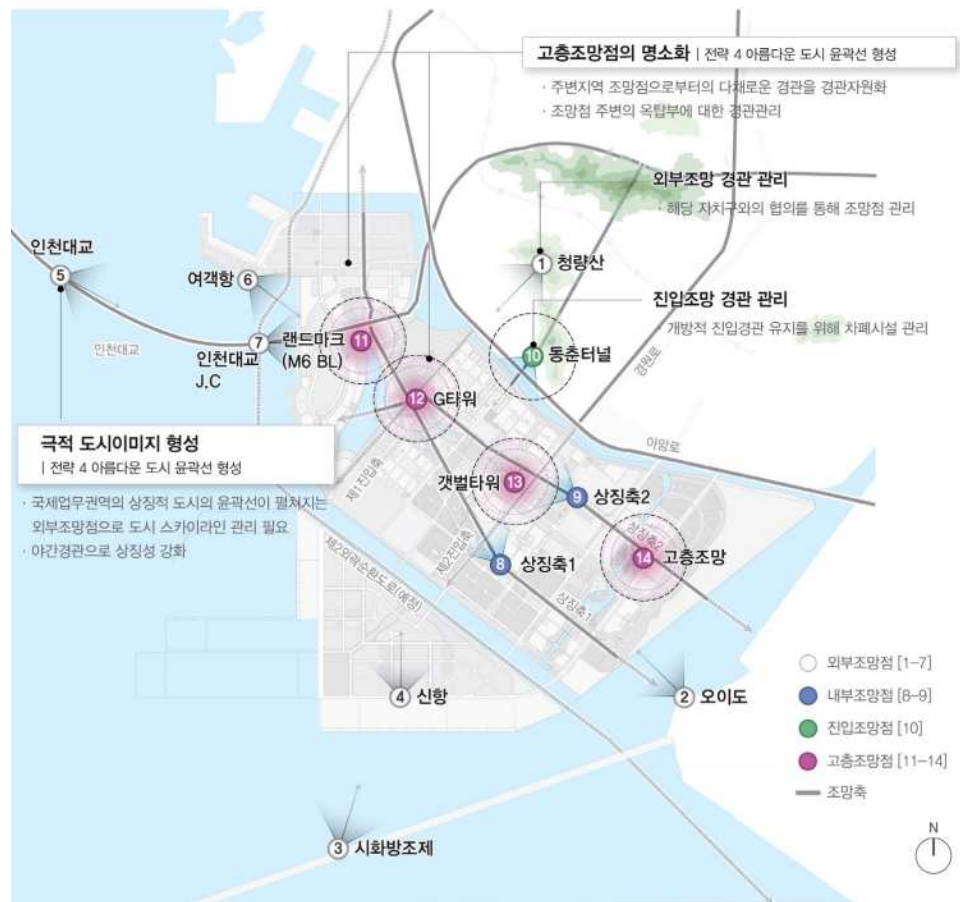 고층조망점의 명소화 | 전략 4 아름다운 도시 윤곽선 형성
· 주변지역 조망점으로부터의 다채로운 경관을 경관자원화
· 조망점 주변의 옥탑부에 대한 경관관리
외부조망 경관 관리
· 해당 자치구와의 협의를 통해 조망점 관리
1 청량산
인천대교
5
여객항 6
진입조망 경관 관리
개방적 진입경관 유지를 위해 차폐시설 관리
인천대교
7
인천대교
J.C
랜드마크
(M6 BL)
11
10 동춘터널
경원로
12 G타워
아암로
극적 도시이미지 형성
| 전략 4 아름다운 도시 윤곽선 형성
· 국제업무권역의 상징적 도시의 윤곽선이 펼쳐지는
외부조망점으로 도시 스카이라인 관리 필요
· 야간경관으로 상징성 강화
제1진입축
갯벌타워 13
9 상징축2
제2진입축
상징축2
14 고층조망
8 상징축1
상징축1
제2외곽순환도로(예정)
4 신항
2 오이도
3 시화방조제
외부조망점 [1-7]
내부조망점 [8-9]
진입조망점 [10]
고층조망점 [11-14]
조망축
N